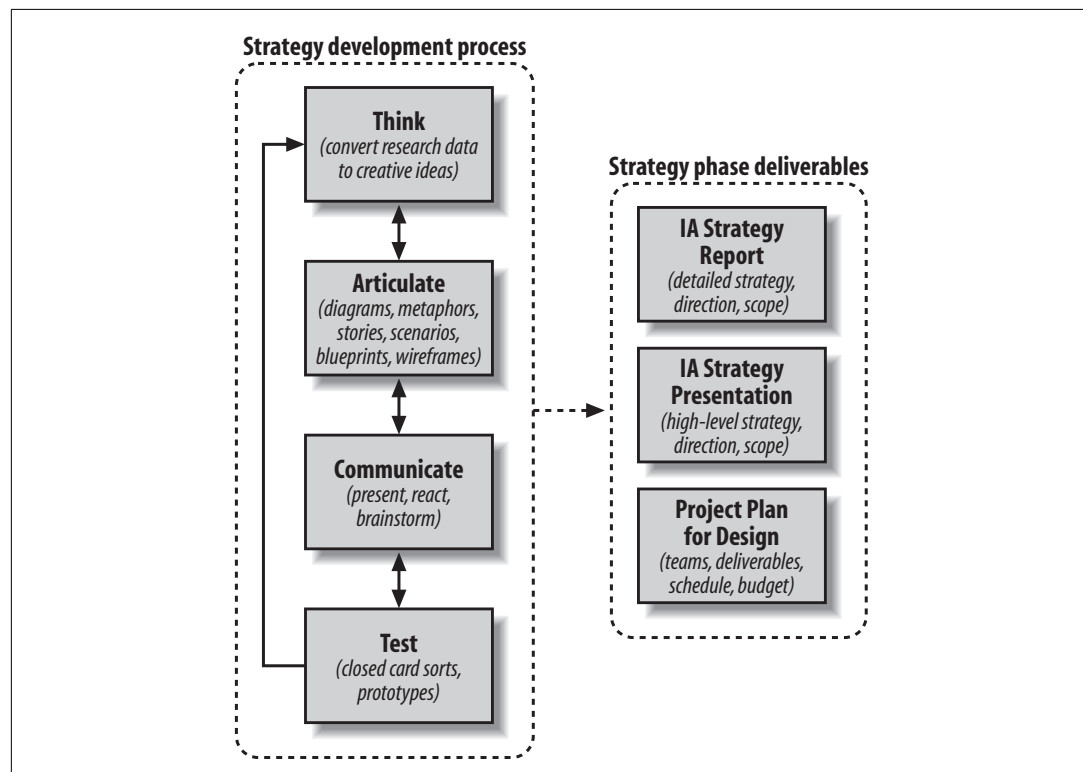 Strategy development process
Think
(convert research data
to creative ideas)
Articulate
(diagrams, metaphors,
stories, scenarios,
blueprints, wireframes)
Communicate
(present, react,
brainstorm)
Test
(closed card sorts,
prototypes)
Strategy phase deliverables
IA Strategy
Report
(detailed strategy,
direction, scope)
IA Strategy
Presentation
(high-level strategy,
direction, scope)
Project Plan
for Design
(teams, deliverables,
schedule, budget)